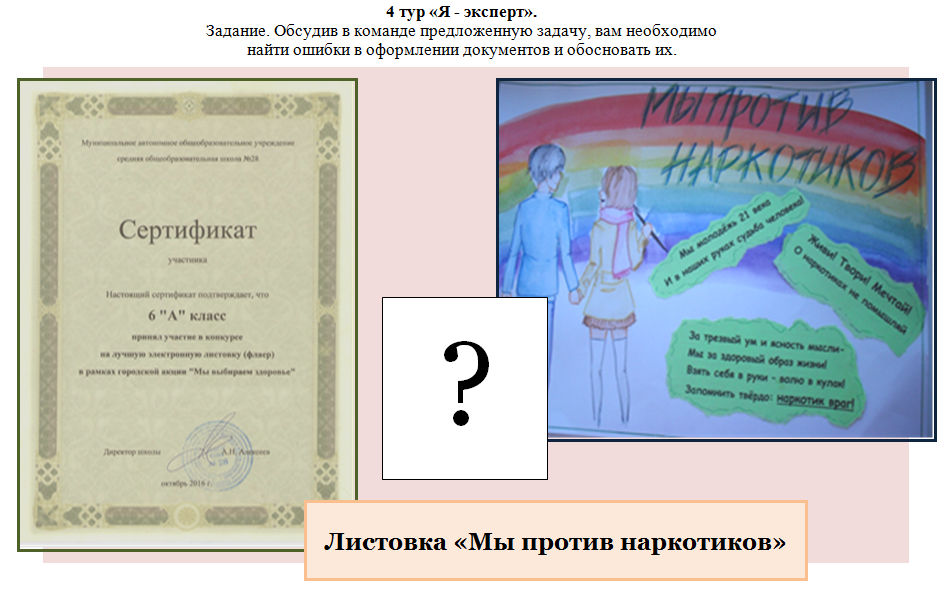 4 тур «Я - эксперт».
Задание. Обсудив в команде предложенную задачу, вам необходимо
найти ошибки в оформлении документов и обосновать их.
Муниципальное автономное общеобразовательное учреждение
средняя общеобразовательная школа №28
Сертификат
участника
Настоящий сертификат подтверждает, что
6 "А" класс
принял участие в конкурсе
на лучшую электронную листовку (флаер)
в рамках городской акции "Мы выбираем здоровье"
Директор школы А.Н. Алексеев
№ 28
октябрь 2016 г.
МЫ ПРОТИВ
НАРКОТИКОВ
Мы молодёжь 21 века
И в наших руках судьба человека!
Живи! Твори! Мечтай!
О наркотиках не помышляй
За трезвый ум и ясность мысли-
Мы за здоровый образ жизни!
Взять себя в руки - волю в кулак!
Запомнить твёрдо: наркотик враг!
?
Листовка «Мы против наркотиков»